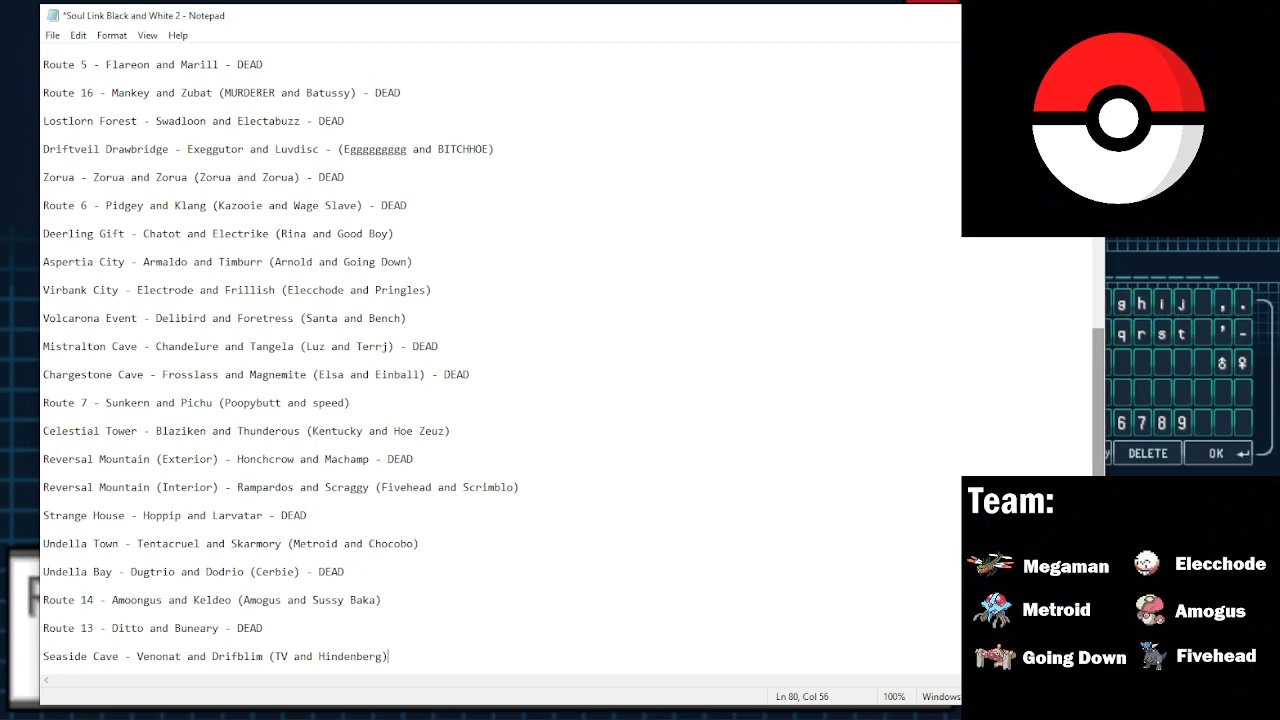 *Soul Link Black and White 2 - Notepad
File Edit Format View Help
Route 5 - Flareon and Marill - DEAD
Route 16 - Mankey and Zubat (MURDERER and Batussy) - DEAD
Lostlorn Forest - Swadloon and Electabuzz - DEAD
Driftveil Drawbridge - Exeggutor and Luvdisc - (Eggggggggg and BITCHHOE)
Zorua - Zorua and Zorua (Zorua and Zorua) - DEAD
Route 6 - Pidgey and Klang (Kazooie and Wage Slave) - DEAD
Deerling Gift - Chatot and Electrike (Rina and Good Boy)
Aspertia City - Armaldo and Timburr (Arnold and Going Down)
Virbank City - Electrode and Frillish (Elecchode and Pringles)
Volcarona Event - Delibird and Foretress (Santa and Bench)
Mistralton Cave - Chandelure and Tangela (Luz and Terrj) - DEAD
Chargestone Cave - Frosslass and Magnemite (Elsa and Einball) - DEAD
Route 7 - Sunkern and Pichu (Poopybutt and speed)
Celestial Tower - Blaziken and Thunderous (Kentucky and Hoe Zeuz)
Reversal Mountain (Exterior) - Honchcrow and Machamp - DEAD
Reversal Mountain (Interior) - Rampardos and Scraggy (Fivehead and Scrimblo)
Strange House - Hoppip and Larvatar - DEAD
Undella Town - Tentacruel and Skarmory (Metroid and Chocobo)
Undella Bay - Dugtrio and Dodrio (Cerbie) - DEAD
Route 14 - Amoongus and Keldeo (Amogus and Sussy Baka)
Route 13 - Ditto and Buneary - DEAD
Seaside Cave - Venonat and Drifblim (TV and Hindenberg)
Ln 80, Col 56 100% Windows
g h i j , .
q r s t ' -
♂ ♀
6 7 8 9
DELETE OK
Team:
Megaman Elecchode
Metroid Amogus
Going Down Fivehead